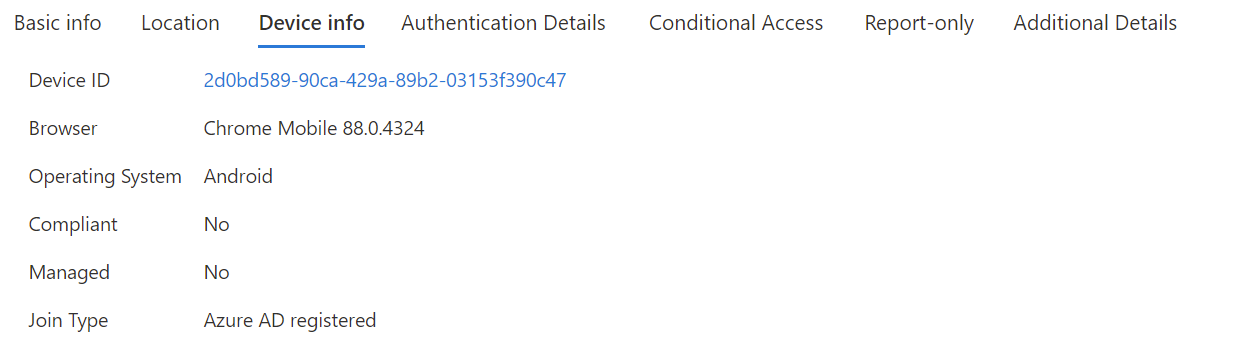 Basic info Location Device info Authentication Details Conditional Access Report-only Additional Details
Device ID 2d0bd589-90ca-429a-89b2-03153f390c47
Browser Chrome Mobile 88.0.4324
Operating System Android
Compliant No
Managed No
Join Type Azure AD registered